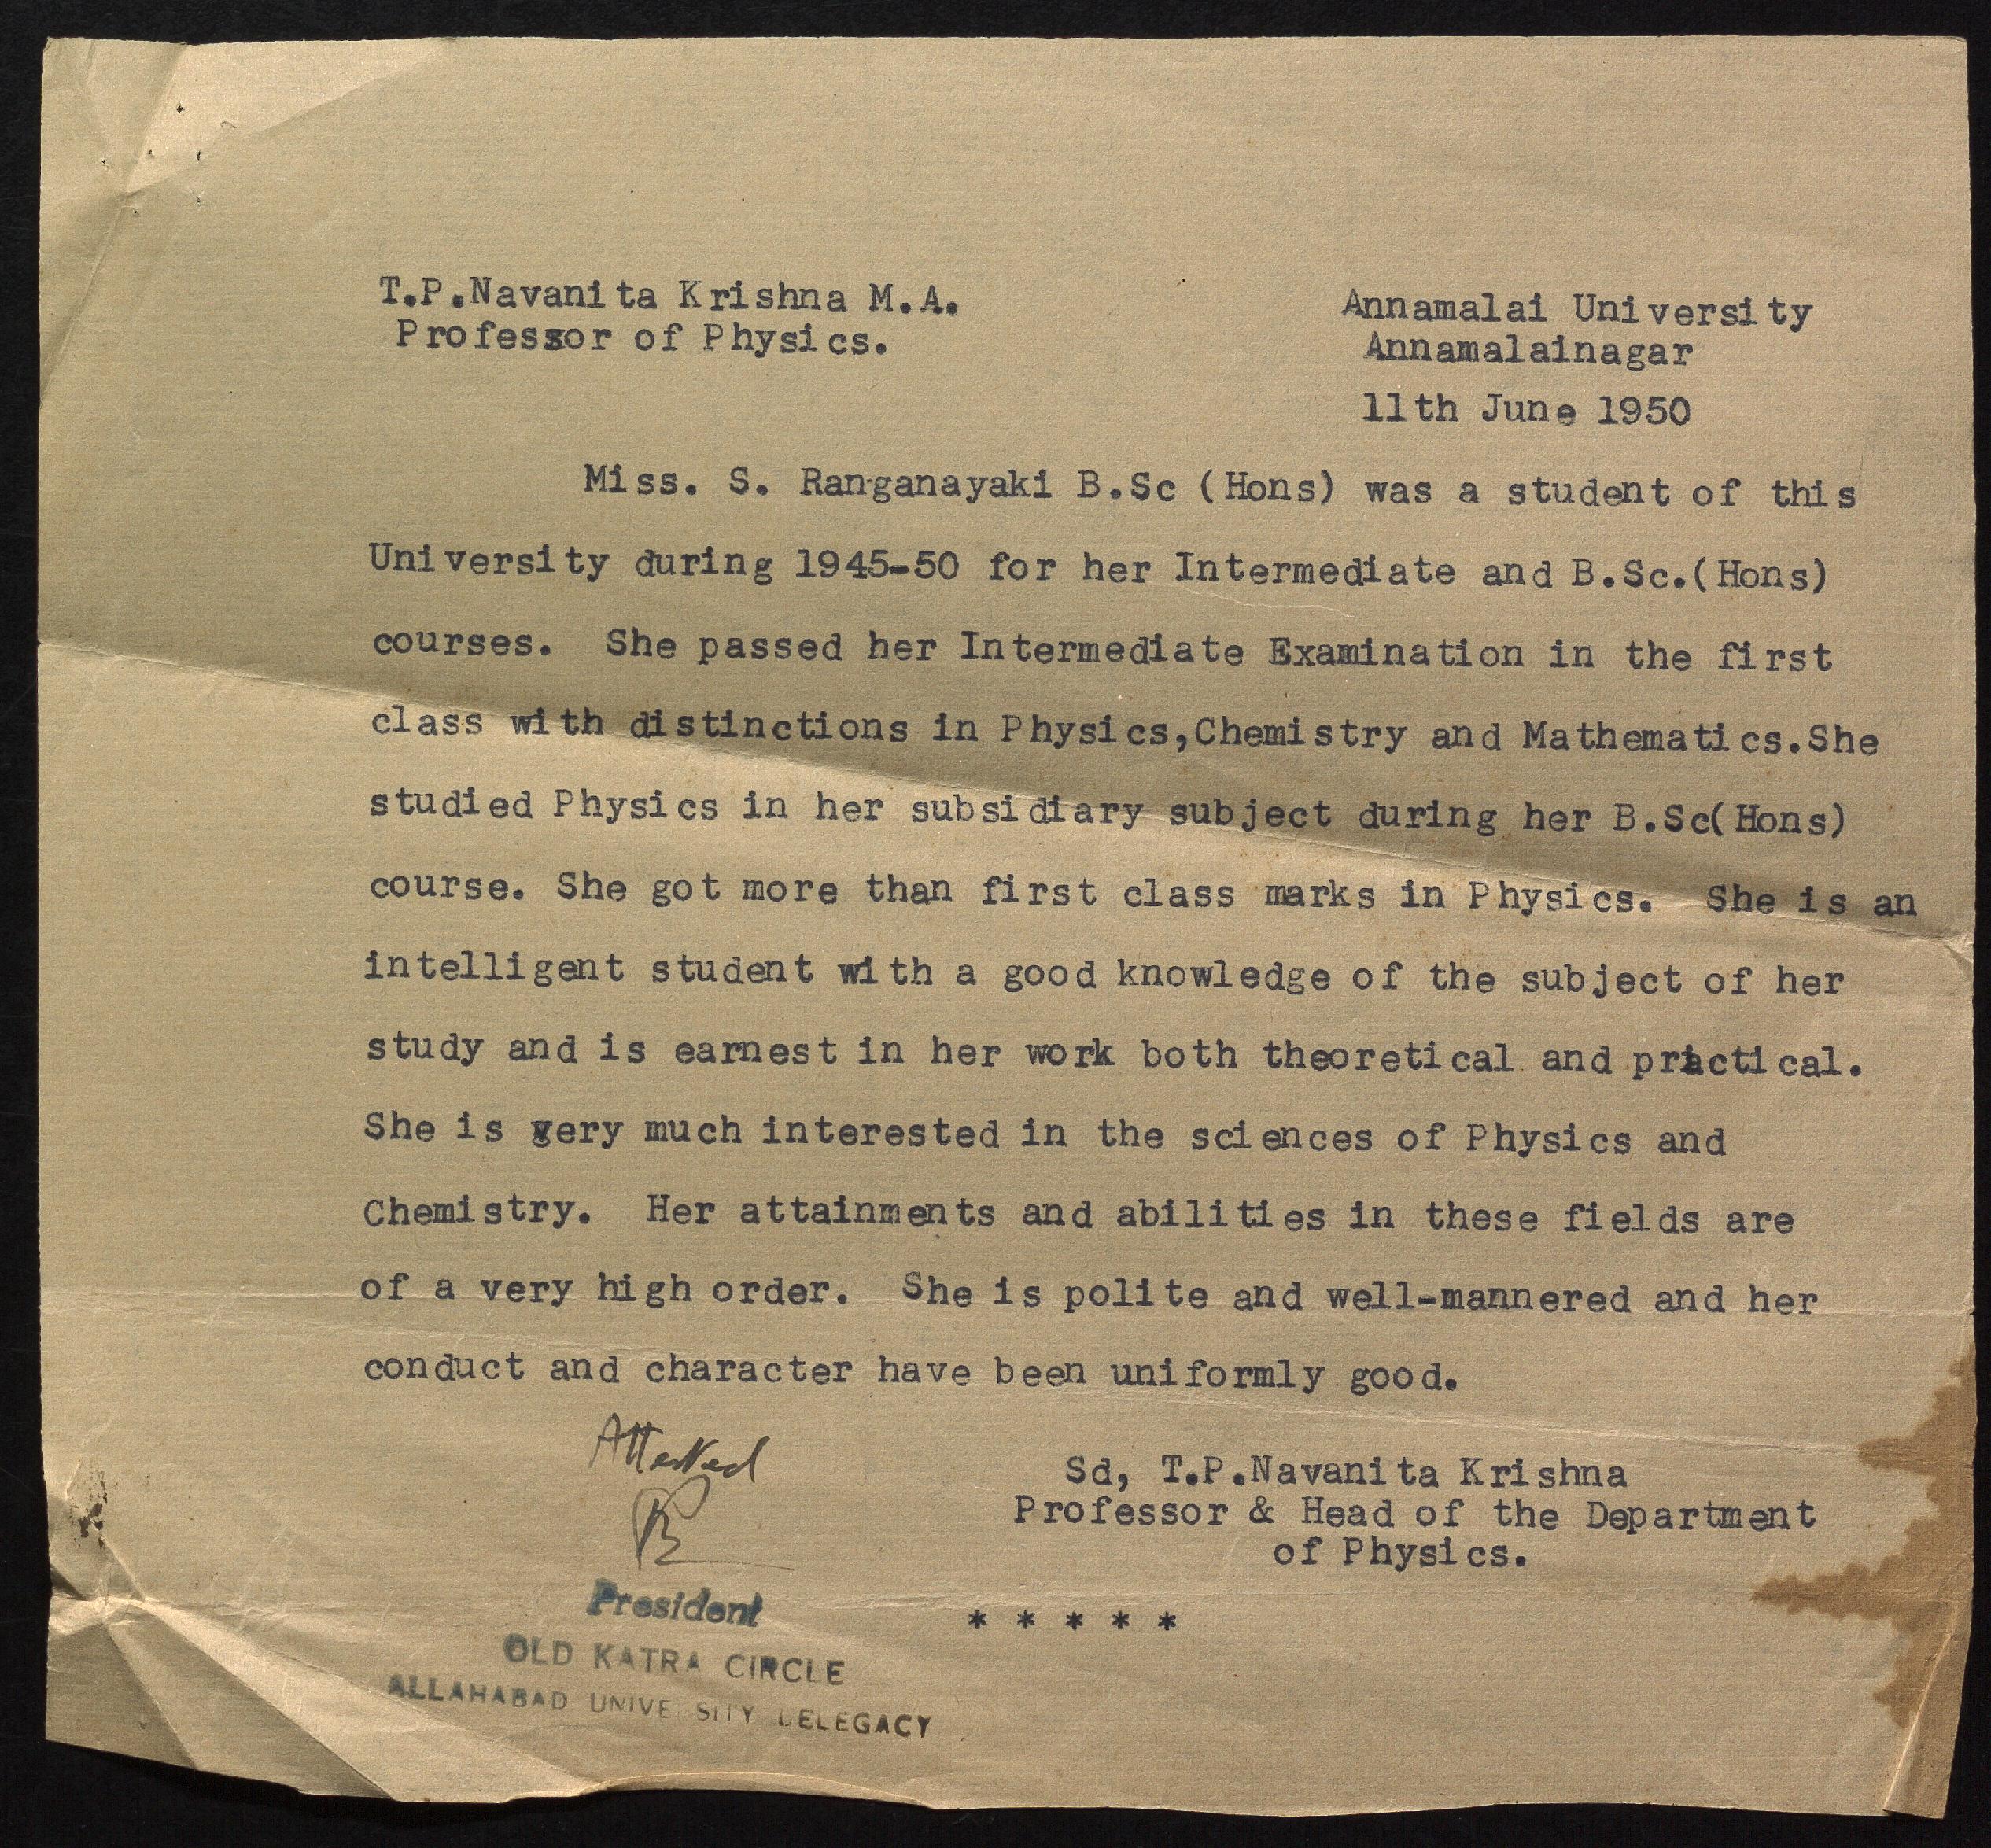 T.P.Navanita Krishna M.A.
Professor of Physics.
Annamalai University
Annamalainagar
11th June 1950
Miss. S. Ranganayaki B.Sc (Hons) was a student of this
University during 1945-50 for her Intermediate and B.Sc.(Hons)
courses. She passed her Intermediate Examination in the first
class with distinctions in Physics,Chemistry and Mathematics.She
studied Physics in her subsidiary subject during her B.Sc(Hons)
course. She got more than first class marks in Physics. She is an
intelligent student with a good knowledge of the subject of her
study and is earnest in her work both theoretical and practical.
She is very much interested in the sciences of Physics and
Chemistry. Her attainments and abilities in these fields are
of a very high order. She is polite and well-mannered and her
conduct and character have been uniformly good.
Attested
Sd, T.P.Navanita Krishna
Professor & Head of the Department
of Physics.
President
* * * * *
OLD KATRA CIRCLE
ALLAHABAD UNIVE SITY DELEGACY